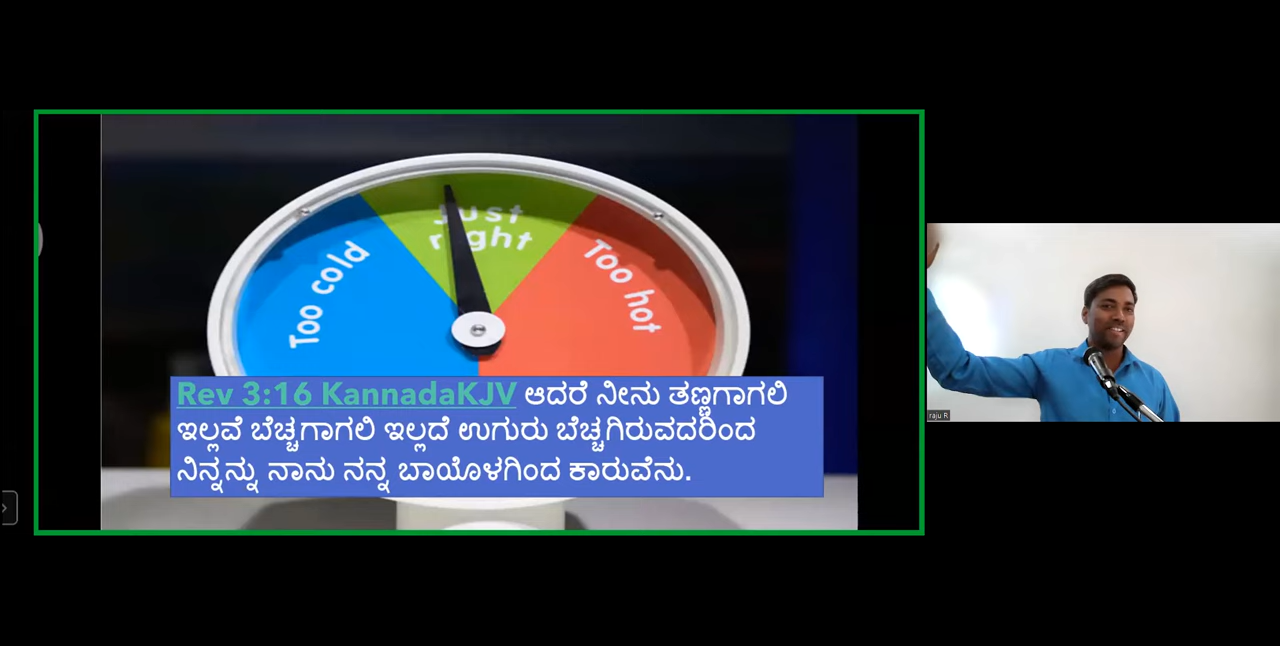 Too cold
Just
right
Too hot
Rev 3:16 KannadaKJV ಆದರೆ ನೀನು ತಣ್ಣಗಾಗಲಿ
ಇಲ್ಲವೆ ಬೆಚ್ಚಗಾಗಲಿ ಇಲ್ಲದೆ ಉಗುರು ಬೆಚ್ಚಗಿರುವದರಿಂದ
ನಿನ್ನನ್ನು ನಾನು ನನ್ನ ಬಾಯೊಳಗಿಂದ ಕಾರುವೆನು.
raju R